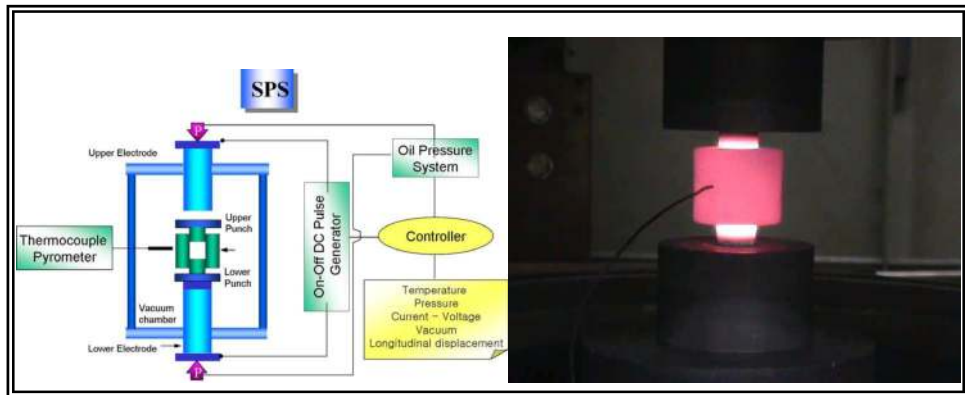 SPS
P
Upper Electrode
Oil Pressure
System
Upper
Punch
Thermocouple
Pyrometer
On-Off DC Pulse
Generator
Controller
Lower
Punch
Vacuum
chamber
Temperature
Pressure
Current - Voltage
Vacuum
Longitudinal displacement
Lower Electrode
P